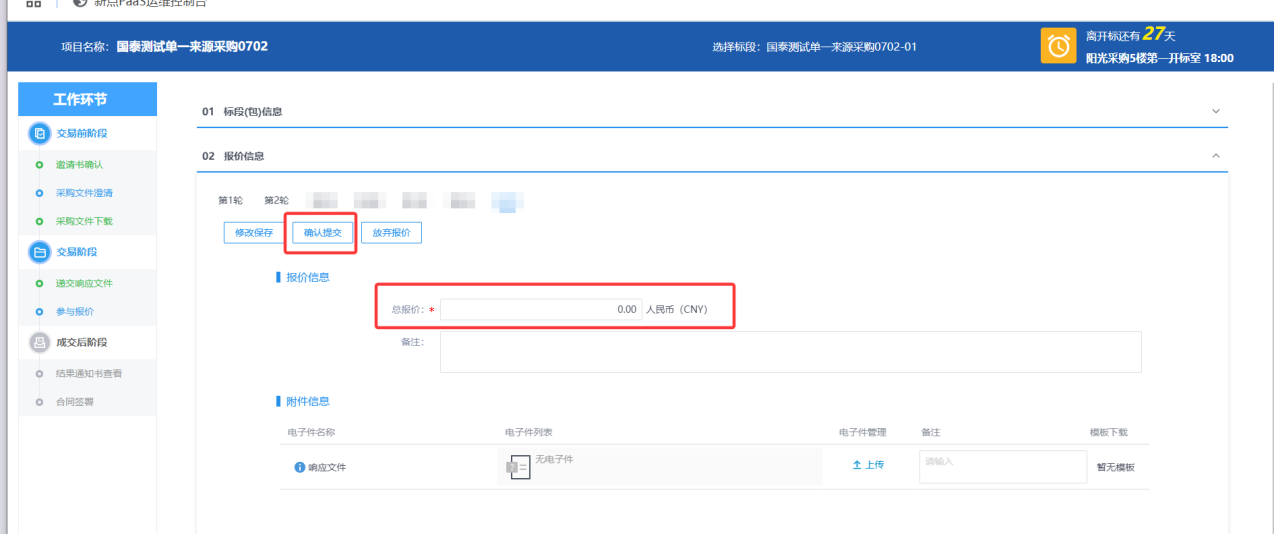 新点PaaS运维控制台
项目名称：国泰测试单一来源采购0702
选择标段：国泰测试单一来源采购0702-01
离开标还有27天
阳光采购5楼第一开标室 18:00
工作环节
交易前阶段
邀请书确认
采购文件澄清
采购文件下载
交易阶段
递交响应文件
参与报价
成交后阶段
结果通知书查看
合同签署
01 标段(包)信息
02 报价信息
第1轮 第2轮
修改保存 确认提交 放弃报价
报价信息
总报价：* 0.00 人民币（CNY）
备注：
附件信息
电子件名称 电子件列表 电子件管理 备注 模板下载
响应文件 无电子件 上传 请输入 暂无模板